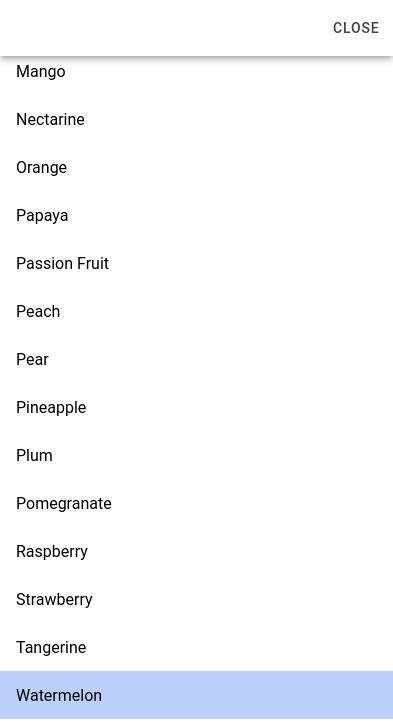 CLOSE
Mango
Nectarine
Orange
Papaya
Passion Fruit
Peach
Pear
Pineapple
Plum
Pomegranate
Raspberry
Strawberry
Tangerine
Watermelon